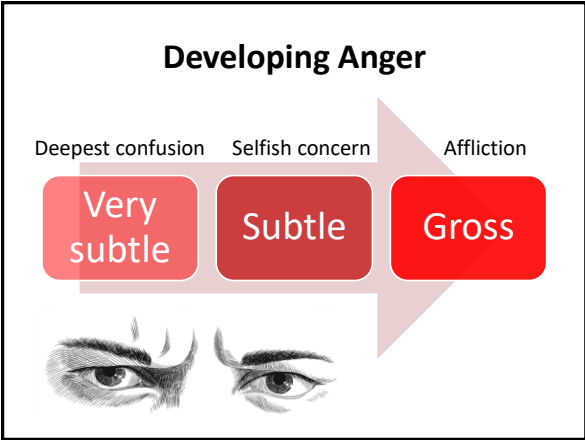 Developing Anger
Deepest confusion
Selfish concern
Affliction
Very
subtle
Subtle
Gross